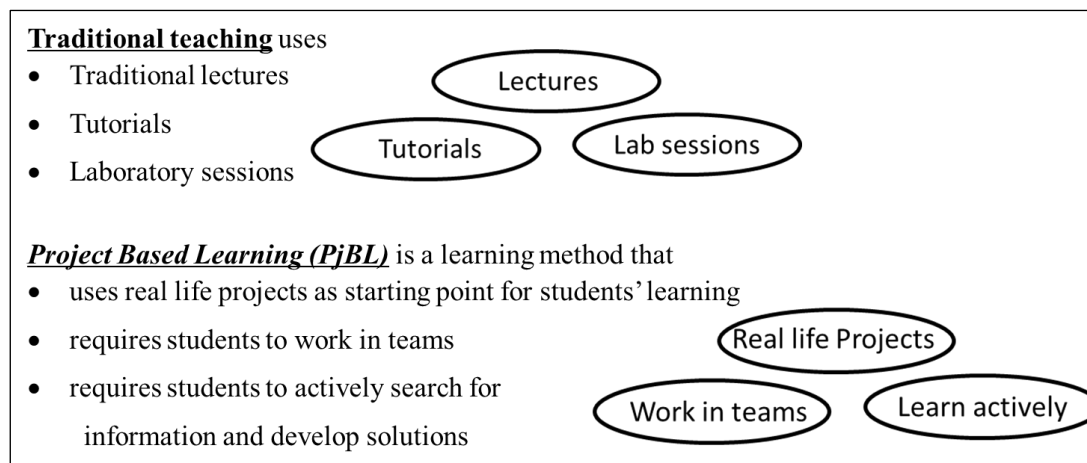 Traditional teaching uses
• Traditional lectures
• Tutorials
• Laboratory sessions
Lectures
Tutorials
Lab sessions
Project Based Learning (PjBL) is a learning method that
• uses real life projects as starting point for students’ learning
• requires students to work in teams
• requires students to actively search for
information and develop solutions
Real life Projects
Work in teams
Learn actively